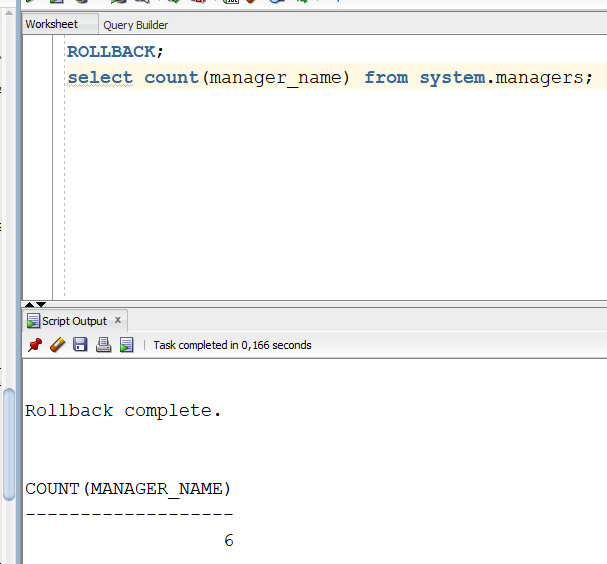 Worksheet Query Builder
ROLLBACK;
select count(manager_name) from system.managers;
Script Output x
Task completed in 0,166 seconds
Rollback complete.
COUNT(MANAGER_NAME)
-------------------
6